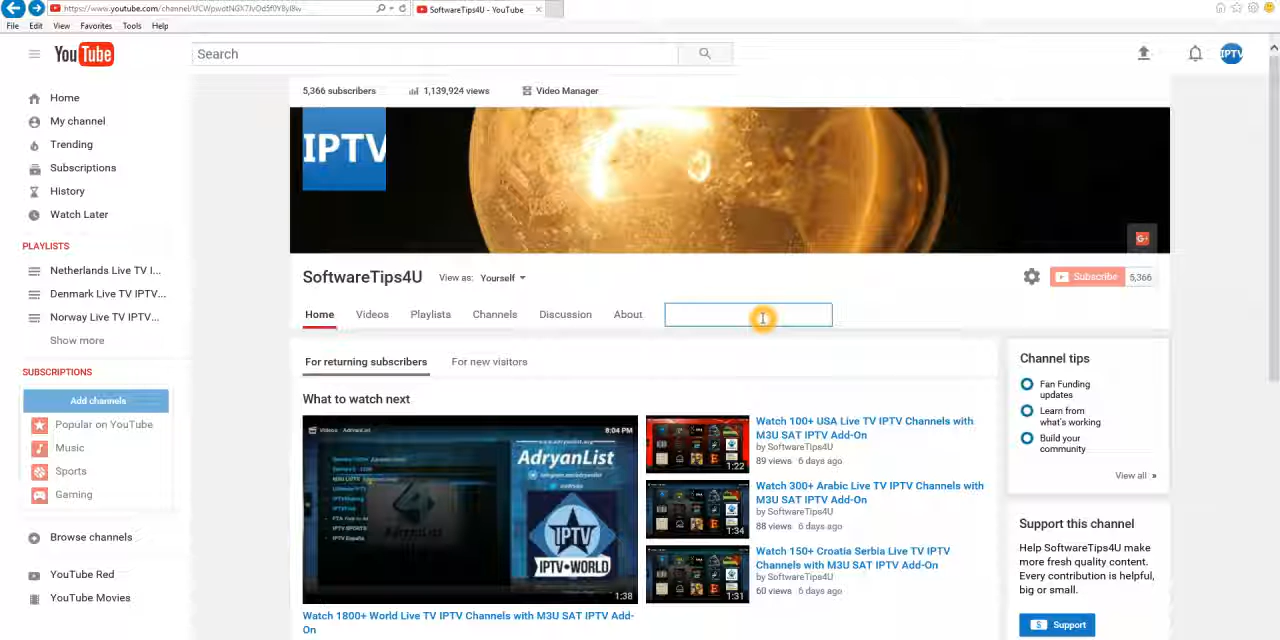 SoftwareTips4U - YouTube
File Edit View Favorites Tools Help
YouTube
Search
IPTV
5,366 subscribers 1,139,924 views Video Manager
IPTV
Home
My channel
Trending
Subscriptions
History
Watch Later
PLAYLISTS
Netherlands Live TV I...
Denmark Live TV IPTV...
Norway Live TV IPTV...
Show more
SUBSCRIPTIONS
Add channels
Popular on YouTube
Music
Sports
Gaming
Browse channels
YouTube Red
YouTube Movies
G+
SoftwareTips4U View as: Yourself
Subscribe 5,366
Home Videos Playlists Channels Discussion About
For returning subscribers For new visitors
What to watch next
Videos - AdryanList
8:04 PM
AdryanList
IPTV
IPTV•WORLD
1:38
Watch 1800+ World Live TV IPTV Channels with M3U SAT IPTV Add-
On
1:22
Watch 100+ USA Live TV IPTV Channels with
M3U SAT IPTV Add-On
by SoftwareTips4U
89 views 6 days ago
1:34
Watch 300+ Arabic Live TV IPTV Channels with
M3U SAT IPTV Add-On
by SoftwareTips4U
88 views 6 days ago
1:31
Watch 150+ Croatia Serbia Live TV IPTV
Channels with M3U SAT IPTV Add-On
by SoftwareTips4U
60 views 6 days ago
Channel tips
Fan Funding
updates
Learn from
what's working
Build your
community
View all »
Support this channel
Help SoftwareTips4U make
more fresh quality content.
Every contribution is helpful,
big or small.
$ Support